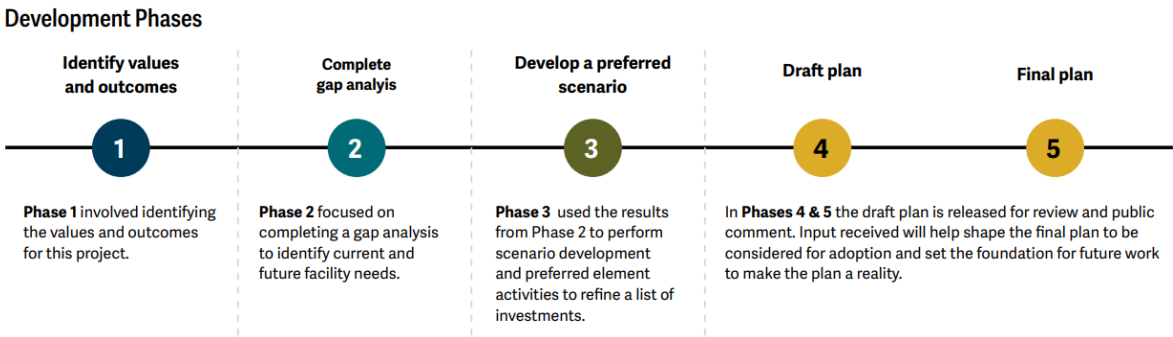 Development Phases
Identify values
and outcomes
Complete
gap analyis
Develop a preferred
scenario
Draft plan
Final plan
1
2
3
4
5
Phase 1 involved identifying
the values and outcomes
for this project.
Phase 2 focused on
completing a gap analysis
to identify current and
future facility needs.
Phase 3 used the results
from Phase 2 to perform
scenario development
and preferred element
activities to refine a list of
investments.
In Phases 4 & 5 the draft plan is released for review and public
comment. Input received will help shape the final plan to be
considered for adoption and set the foundation for future work
to make the plan a reality.